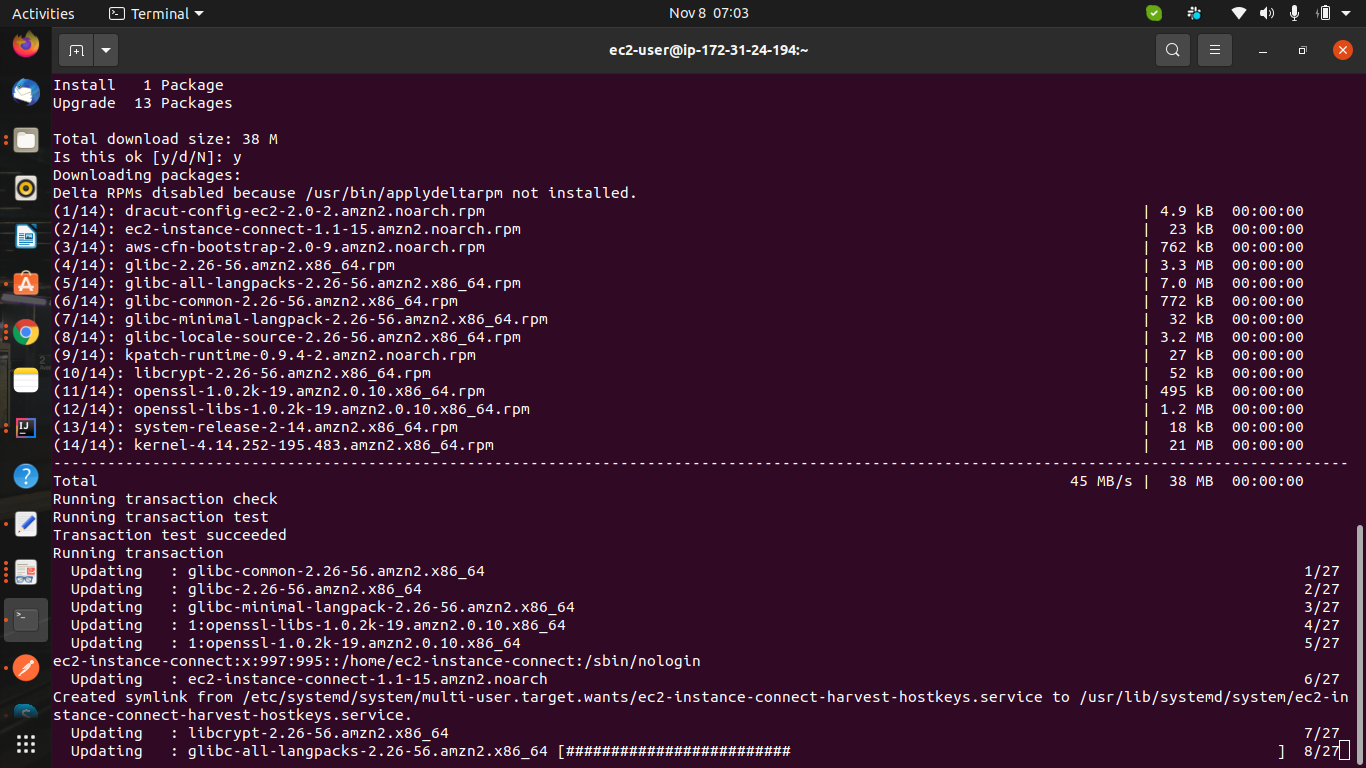 Activities Terminal Nov 8 07:03
ec2-user@ip-172-31-24-194:~
Install 1 Package
Upgrade 13 Packages
Total download size: 38 M
Is this ok [y/d/N]: y
Downloading packages:
Delta RPMs disabled because /usr/bin/applydeltarpm not installed.
(1/14): dracut-config-ec2-2.0-2.amzn2.noarch.rpm | 4.9 kB 00:00:00
(2/14): ec2-instance-connect-1.1-15.amzn2.noarch.rpm | 23 kB 00:00:00
(3/14): aws-cfn-bootstrap-2.0-9.amzn2.noarch.rpm | 762 kB 00:00:00
(4/14): glibc-2.26-56.amzn2.x86_64.rpm | 3.3 MB 00:00:00
(5/14): glibc-all-langpacks-2.26-56.amzn2.x86_64.rpm | 7.0 MB 00:00:00
(6/14): glibc-common-2.26-56.amzn2.x86_64.rpm | 772 kB 00:00:00
(7/14): glibc-minimal-langpack-2.26-56.amzn2.x86_64.rpm | 32 kB 00:00:00
(8/14): glibc-locale-source-2.26-56.amzn2.x86_64.rpm | 3.2 MB 00:00:00
(9/14): kpatch-runtime-0.9.4-2.amzn2.noarch.rpm | 27 kB 00:00:00
(10/14): libcrypt-2.26-56.amzn2.x86_64.rpm | 52 kB 00:00:00
(11/14): openssl-1.0.2k-19.amzn2.0.10.x86_64.rpm | 495 kB 00:00:00
(12/14): openssl-libs-1.0.2k-19.amzn2.0.10.x86_64.rpm | 1.2 MB 00:00:00
(13/14): system-release-2-14.amzn2.x86_64.rpm | 18 kB 00:00:00
(14/14): kernel-4.14.252-195.483.amzn2.x86_64.rpm | 21 MB 00:00:00
------------------------------------------------------------------------------------------------------------------------------------------------
Total 45 MB/s | 38 MB 00:00:00
Running transaction check
Running transaction test
Transaction test succeeded
Running transaction
Updating : glibc-common-2.26-56.amzn2.x86_64 1/27
Updating : glibc-2.26-56.amzn2.x86_64 2/27
Updating : glibc-minimal-langpack-2.26-56.amzn2.x86_64 3/27
Updating : 1:openssl-libs-1.0.2k-19.amzn2.0.10.x86_64 4/27
Updating : 1:openssl-1.0.2k-19.amzn2.0.10.x86_64 5/27
ec2-instance-connect:x:997:995::/home/ec2-instance-connect:/sbin/nologin
Updating : ec2-instance-connect-1.1-15.amzn2.noarch 6/27
Created symlink from /etc/systemd/system/multi-user.target.wants/ec2-instance-connect-harvest-hostkeys.service to /usr/lib/systemd/system/ec2-in
stance-connect-harvest-hostkeys.service.
Updating : libcrypt-2.26-56.amzn2.x86_64 7/27
Updating : glibc-all-langpacks-2.26-56.amzn2.x86_64 [######################### ] 8/27